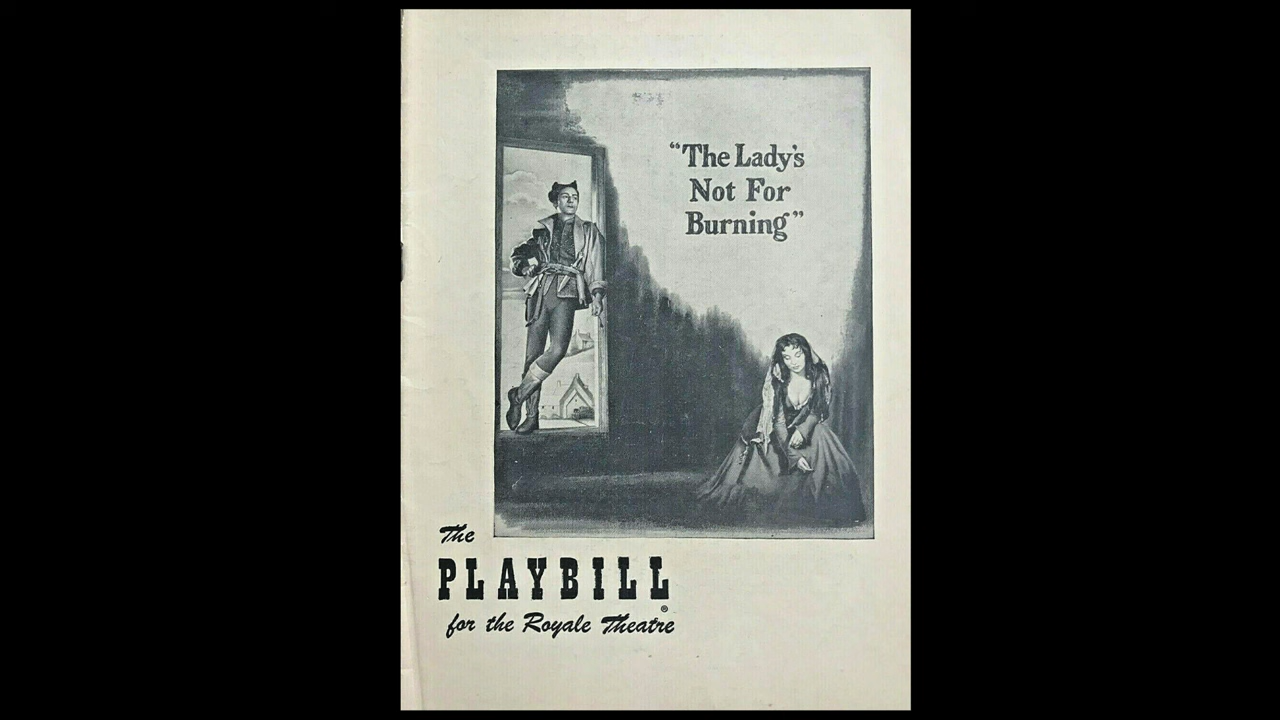 “The Lady's
Not For
Burning”
The
PLAYBILL
®
for the Royale Theatre